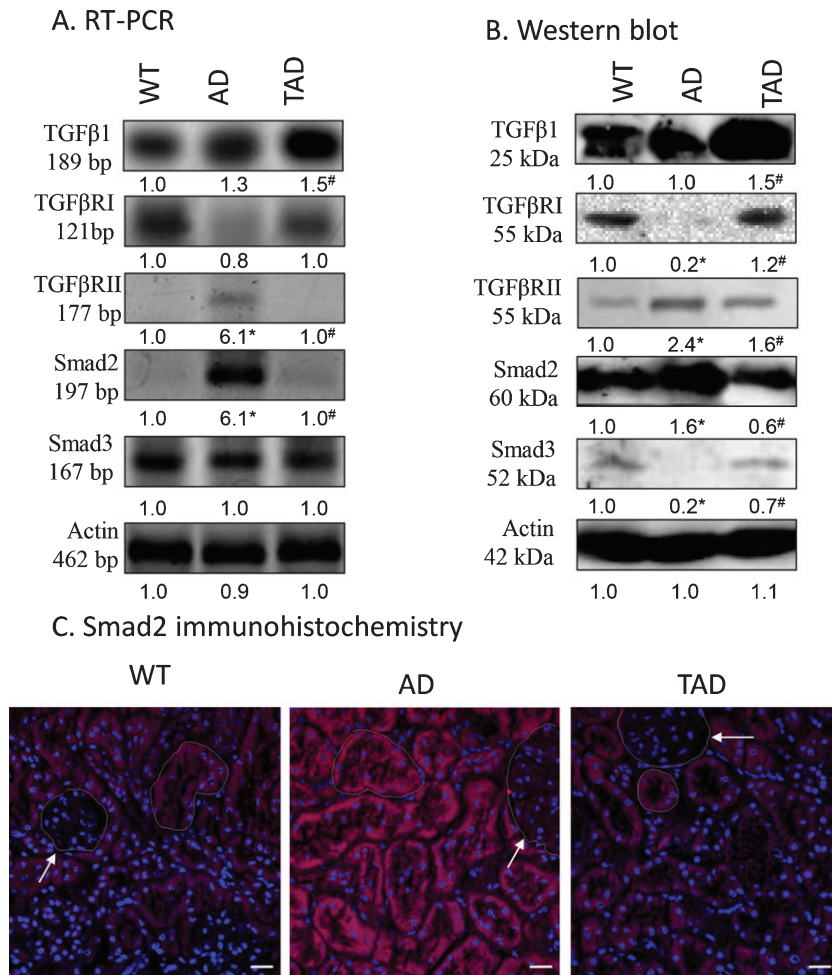 A. RT-PCR
WT AD TAD
TGFβ1
189 bp
1.0 1.3 1.5#
TGFβRI
121bp
1.0 0.8 1.0
TGFβRII
177 bp
1.0 6.1* 1.0#
Smad2
197 bp
1.0 6.1* 1.0#
Smad3
167 bp
1.0 1.0 1.0
Actin
462 bp
1.0 0.9 1.0
B. Western blot
WT AD TAD
TGFβ1
25 kDa
1.0 1.0 1.5#
TGFβRI
55 kDa
1.0 0.2* 1.2#
TGFβRII
55 kDa
1.0 2.4* 1.6#
Smad2
60 kDa
1.0 1.6* 0.6#
Smad3
52 kDa
1.0 0.2* 0.7#
Actin
42 kDa
1.0 1.0 1.1
C. Smad2 immunohistochemistry
WT AD TAD